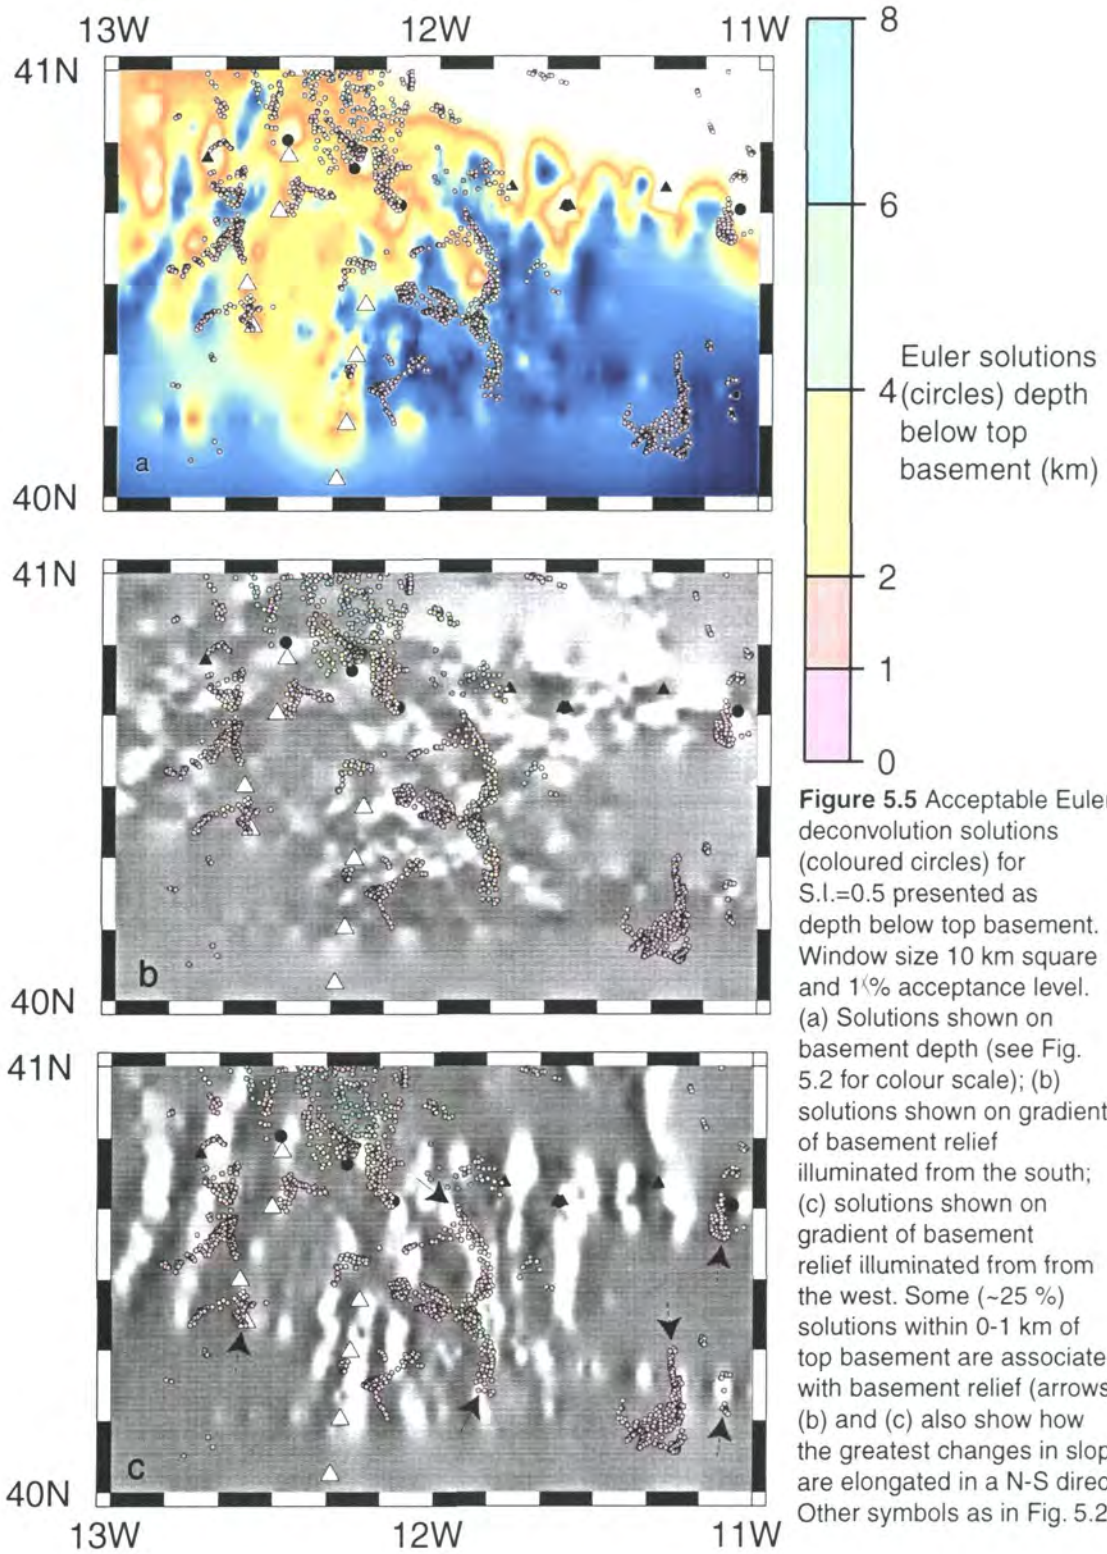 13W 12W 11W
41N
a
40N
41N
b
40N
41N
c
40N
13W 12W 11W
8
6
4
2
1
0
Euler solutions
(circles) depth
below top
basement (km)
Figure 5.5 Acceptable Euler
deconvolution solutions
(coloured circles) for
S.I.=0.5 presented as
depth below top basement.
Window size 10 km square
and % acceptance level.
(a) Solutions shown on
basement depth (see Fig.
5.2 for colour scale); (b)
solutions shown on gradient
of basement relief
illuminated from the south;
(c) solutions shown on
gradient of basement
relief illuminated from from
the west. Some (~25 %)
solutions within 0-1 km of
top basement are associate
with basement relief (arrows
(b) and (c) also show how
the greatest changes in slop
are elongated in a N-S direc
Other symbols as in Fig. 5.2